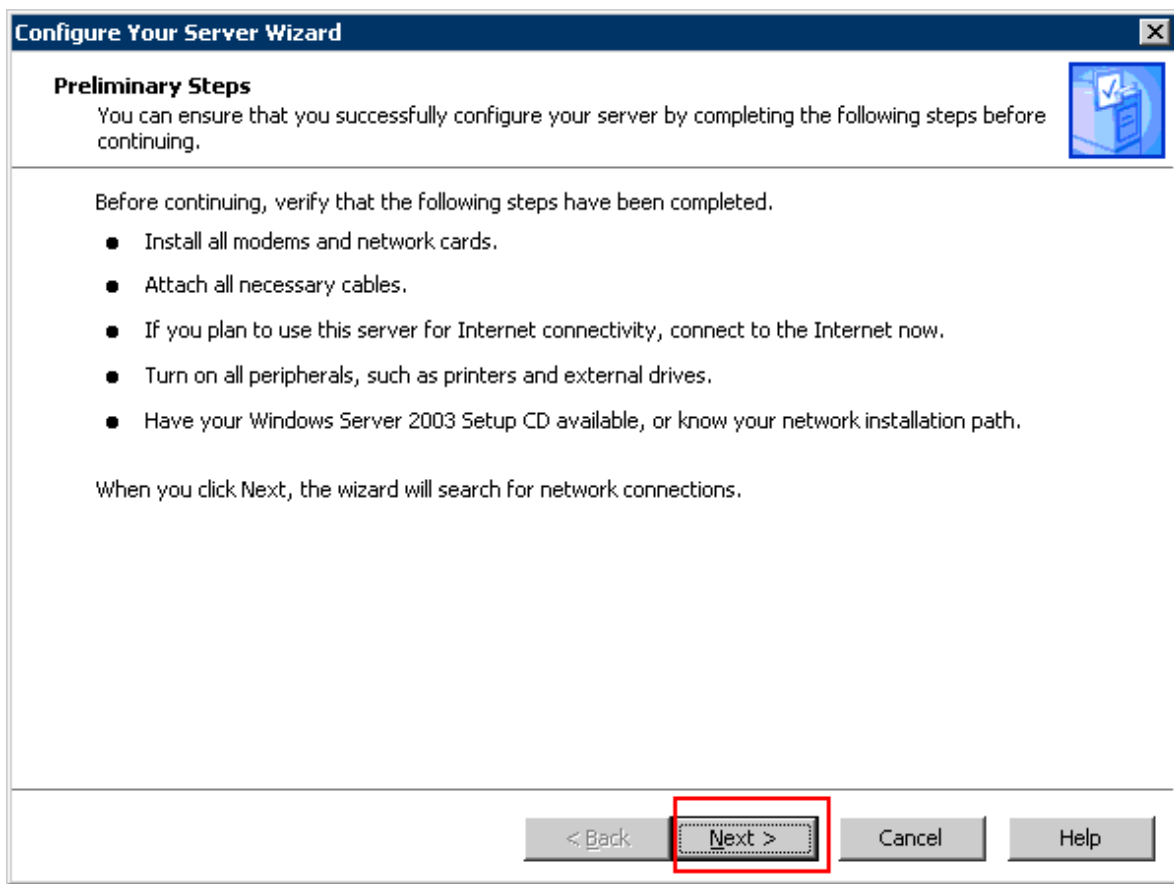 Configure Your Server Wizard
Preliminary Steps
You can ensure that you successfully configure your server by completing the following steps before
continuing.
Before continuing, verify that the following steps have been completed.
Install all modems and network cards.
Attach all necessary cables.
If you plan to use this server for Internet connectivity, connect to the Internet now.
Turn on all peripherals, such as printers and external drives.
Have your Windows Server 2003 Setup CD available, or know your network installation path.
When you click Next, the wizard will search for network connections.
< Back Next > Cancel Help